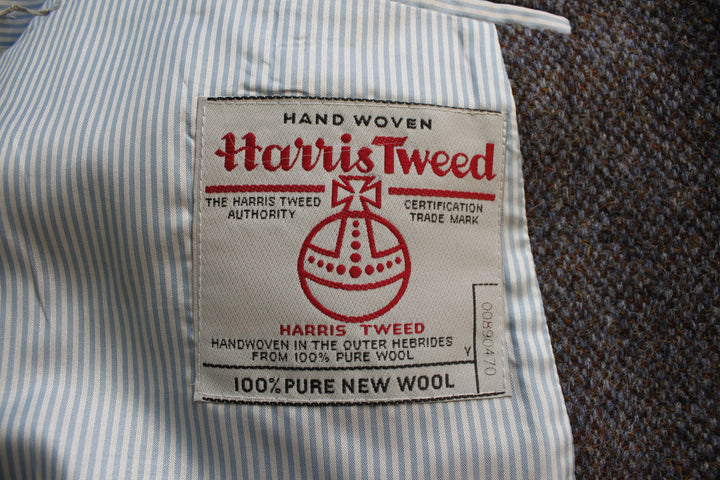 HAND WOVEN
Harris Tweed
THE HARRIS TWEED
AUTHORITY
CERTIFICATION
TRADE MARK
HARRIS TWEED
HANDWOVEN IN THE OUTER HEBRIDES
FROM 100% PURE WOOL
Y
00890470
100% PURE NEW WOOL